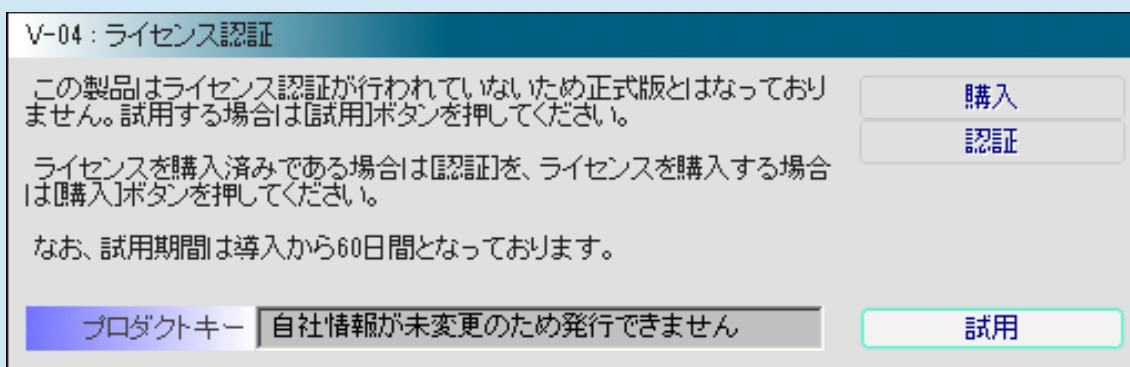 V-04：ライセンス認証
この製品はライセンス認証が行われていないため正式版とはなっており
ません。試用する場合は[試用]ボタンを押してください。
ライセンスを購入済みである場合は[認証]を、ライセンスを購入する場合
は[購入]ボタンを押してください。
なお、試用期間は導入から60日間となっております。
購入
認証
プロダクトキー 自社情報が未変更のため発行できません
試用